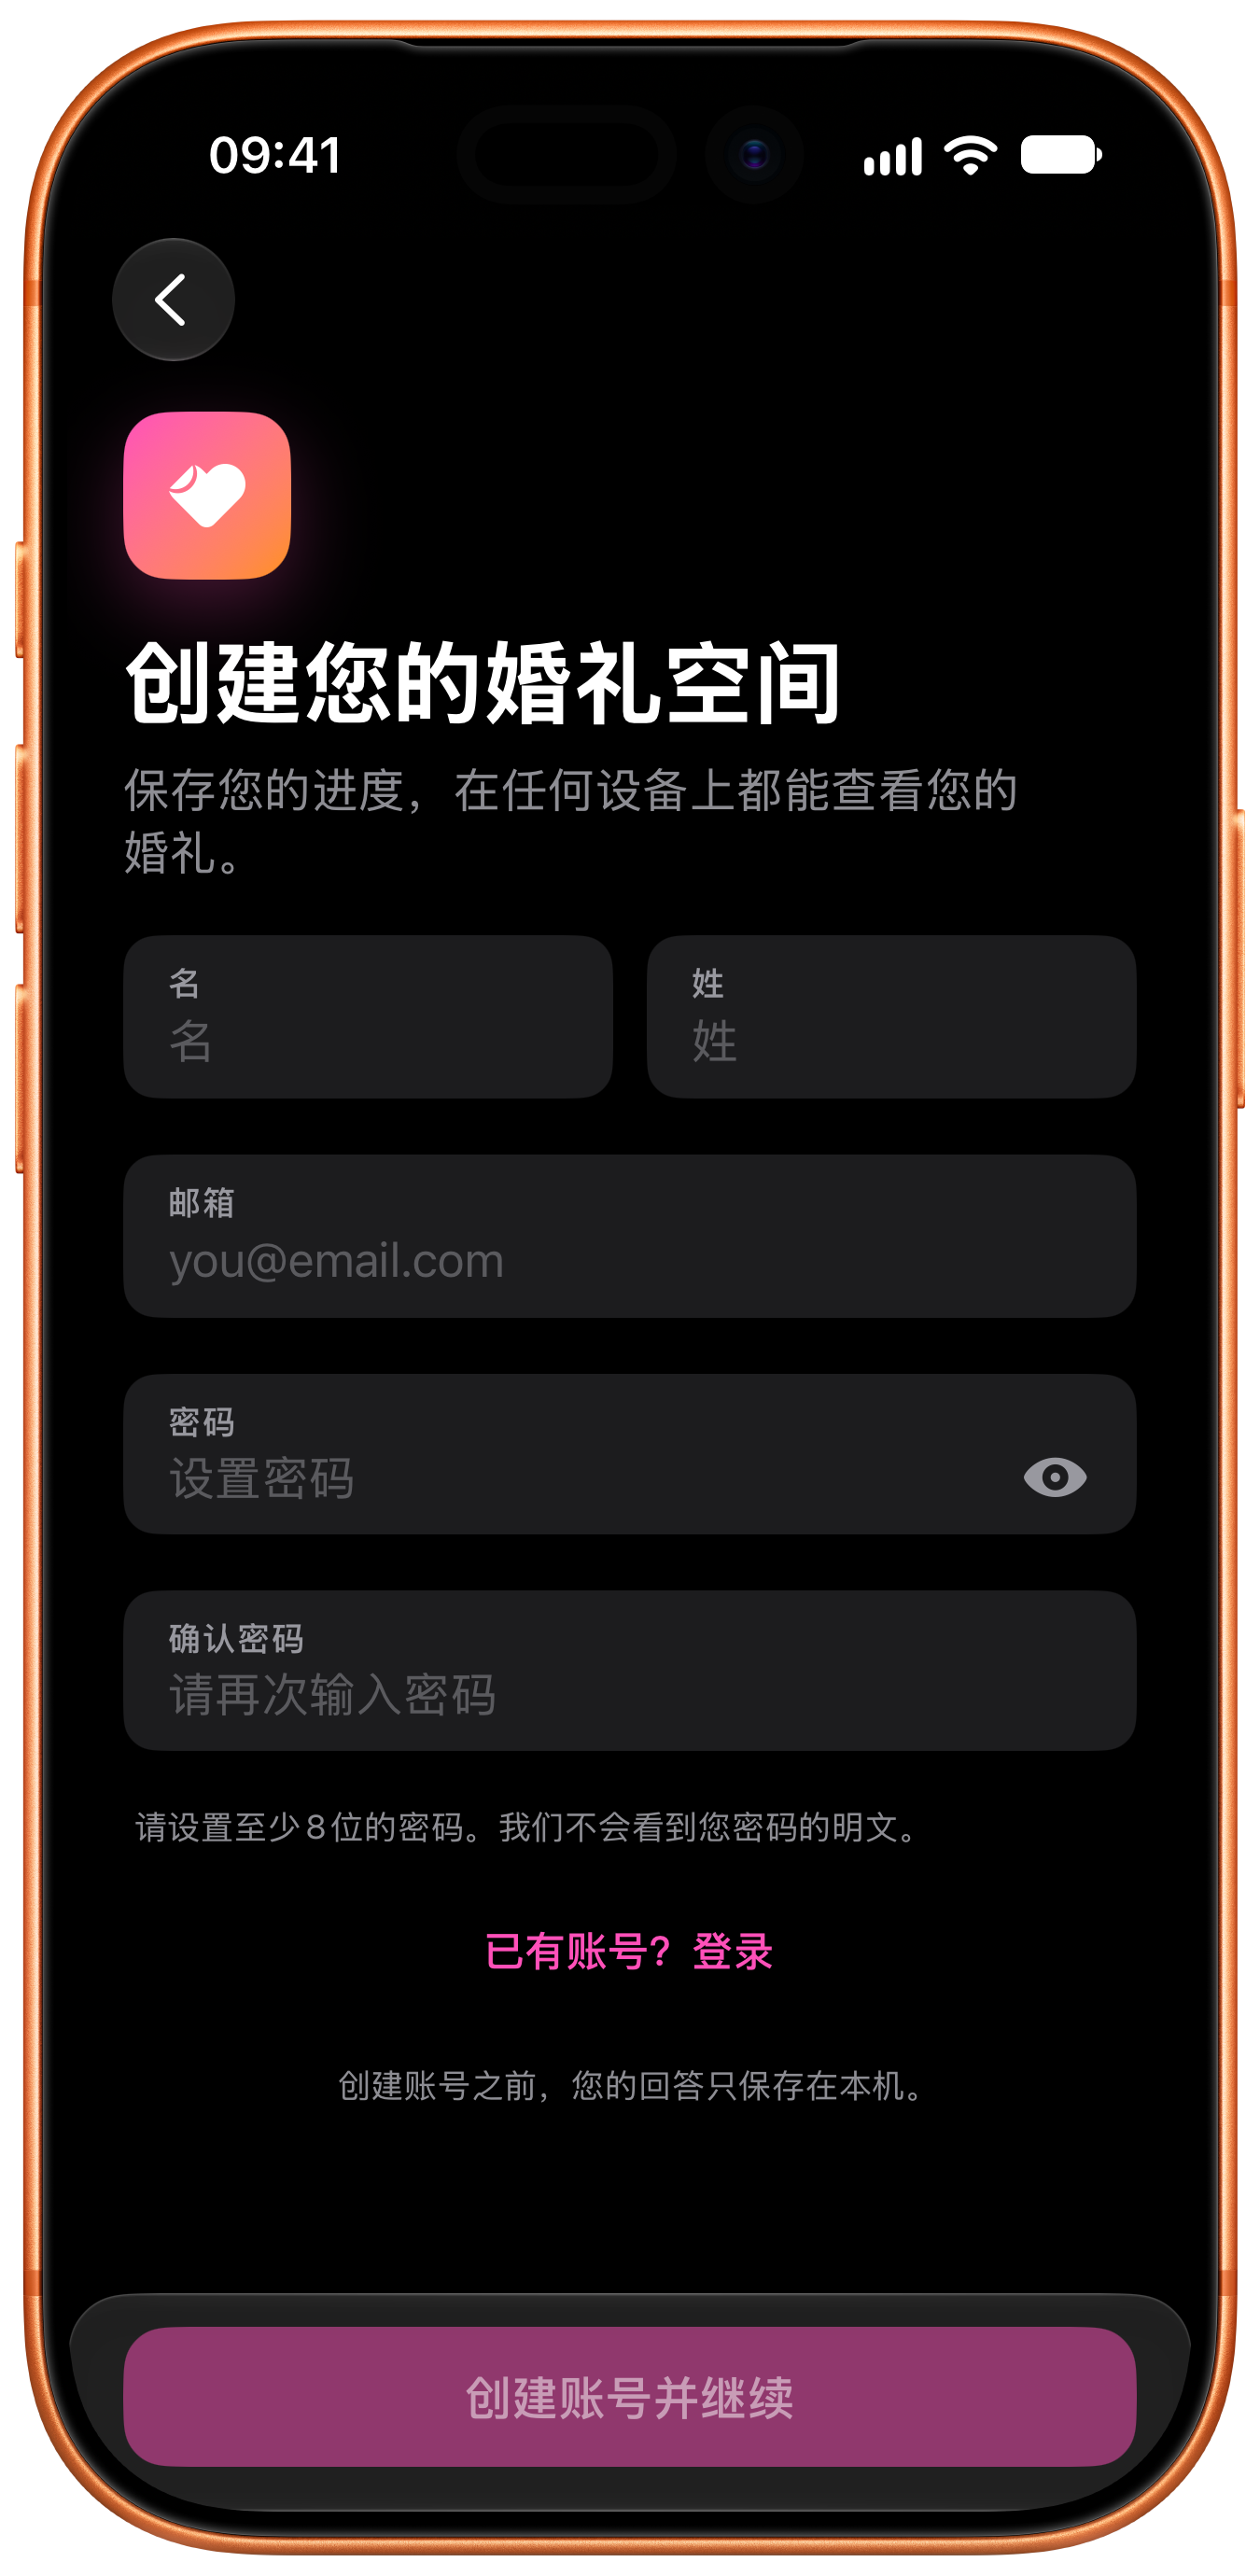 09:41
创建您的婚礼空间
保存您的进度，在任何设备上都能查看您的
婚礼。
名
名
姓
姓
邮箱
you@email.com
密码
设置密码
确认密码
请再次输入密码
请设置至少8位的密码。我们不会看到您密码的明文。
已有账号？登录
创建账号之前，您的回答只保存在本机。
创建账号并继续